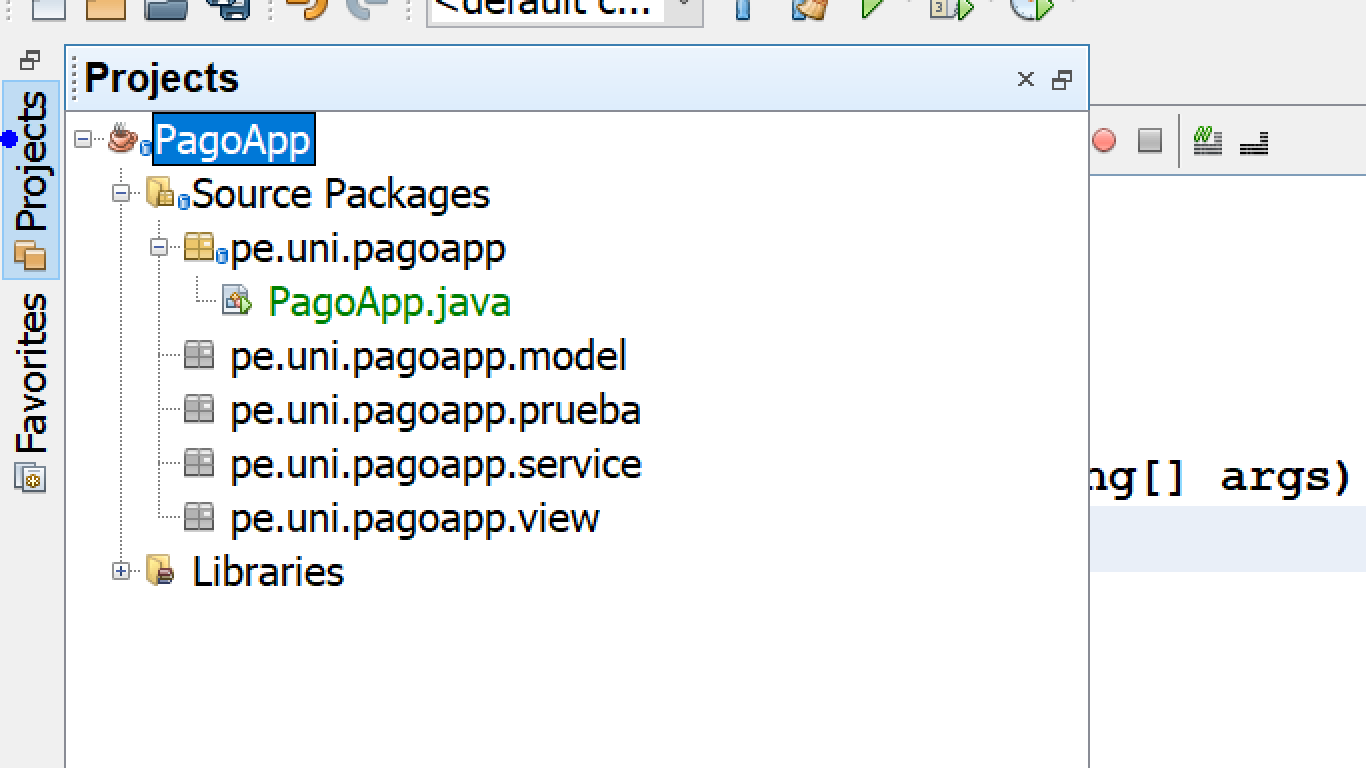 <default c...
Projects
Projects
Favorites
PagoApp
Source Packages
pe.uni.pagoapp
PagoApp.java
pe.uni.pagoapp.model
pe.uni.pagoapp.prueba
pe.uni.pagoapp.service
pe.uni.pagoapp.view
Libraries
ng[] args)